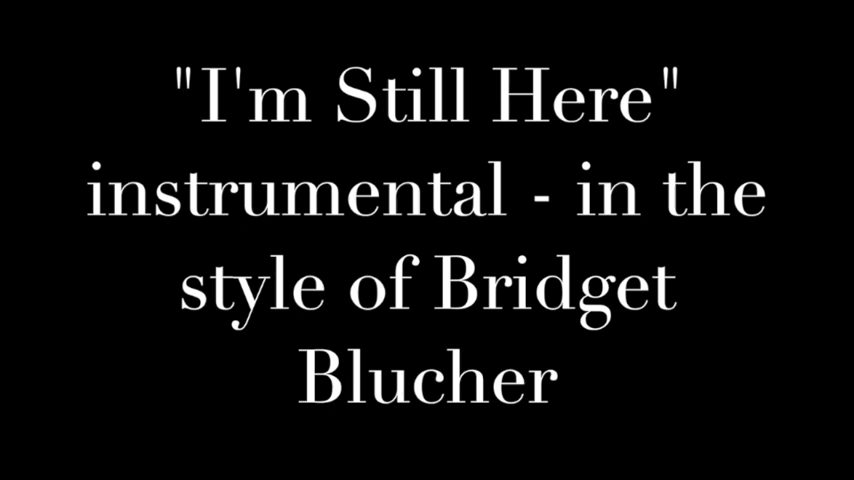 "I'm Still Here"
instrumental - in the
style of Bridget
Blucher